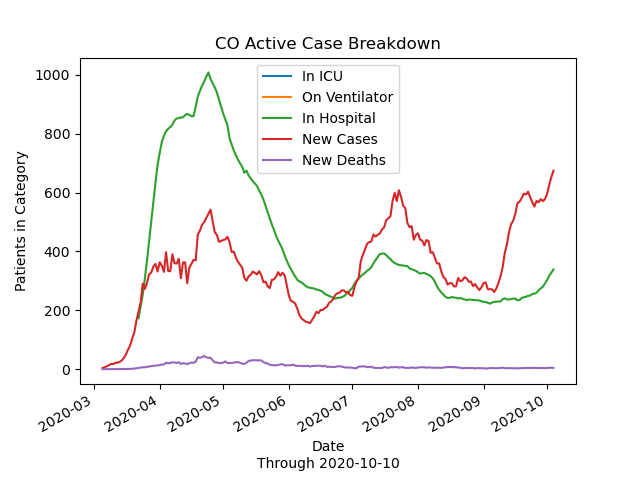 CO Active Case Breakdown
In ICU
On Ventilator
In Hospital
New Cases
New Deaths
Patients in Category
1000
800
600
400
200
0
2020-03
2020-04
2020-05
2020-06
2020-07
2020-08
2020-09
2020-10
Date
Through 2020-10-10